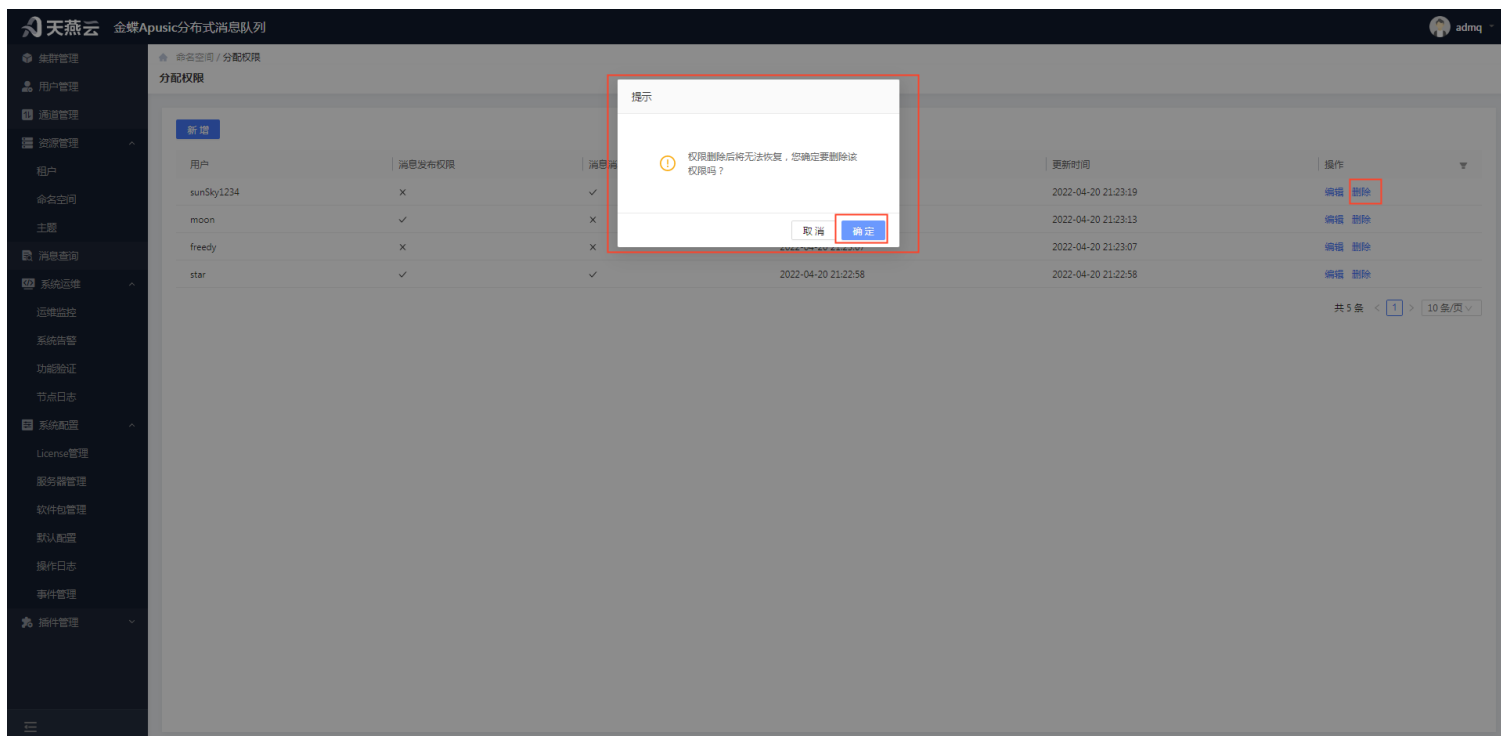 天燕云 金蝶Apusic分布式消息队列
admq
集群管理
用户管理
通道管理
资源管理
租户
命名空间
主题
消息查询
系统运维
运维监控
系统告警
功能验证
节点日志
系统配置
License管理
服务器管理
软件包管理
默认配置
操作日志
事件管理
插件管理
命名空间 / 分配权限
分配权限
新增
用户 消息发布权限 更新时间 操作
sunSky1234 × ✓ 2022-04-20 21:23:19 编辑 删除
moon ✓ × 2022-04-20 21:23:13 编辑 删除
freedy × × 2022-04-20 21:23:07 编辑 删除
star ✓ ✓ 2022-04-20 21:22:58 2022-04-20 21:22:58 编辑 删除
共 5 条 < 1 > 10 条/页
提示
权限删除后将无法恢复，您确定要删除该
权限吗？
取消 确定